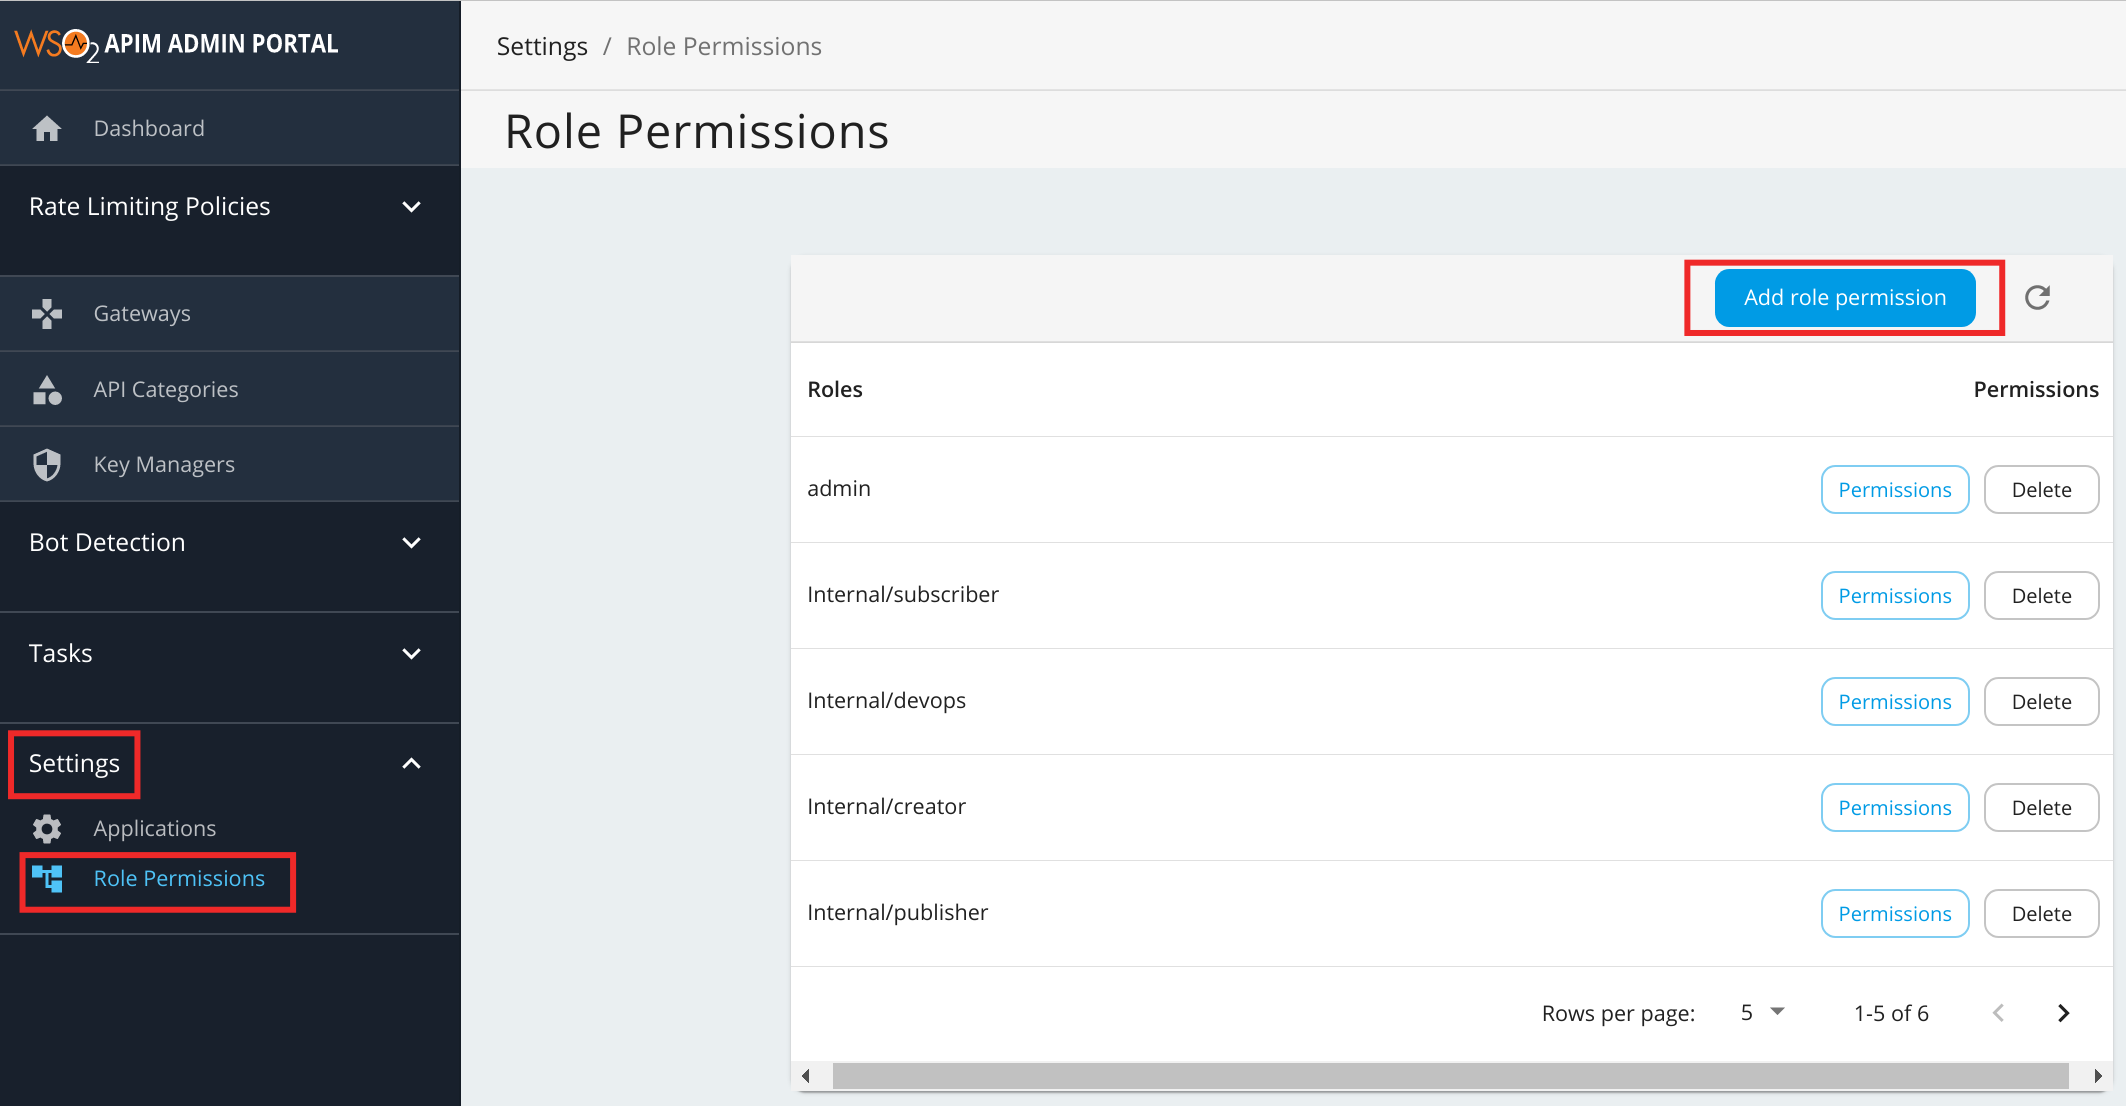 WSO2 APIM ADMIN PORTAL
Settings / Role Permissions
Dashboard
Role Permissions
Rate Limiting Policies
Gateways
API Categories
Key Managers
Bot Detection
Tasks
Settings
Applications
Role Permissions
Add role permission
Roles Permissions
admin Permissions Delete
Internal/subscriber Permissions Delete
Internal/devops Permissions Delete
Internal/creator Permissions Delete
Internal/publisher Permissions Delete
Rows per page: 5 1-5 of 6